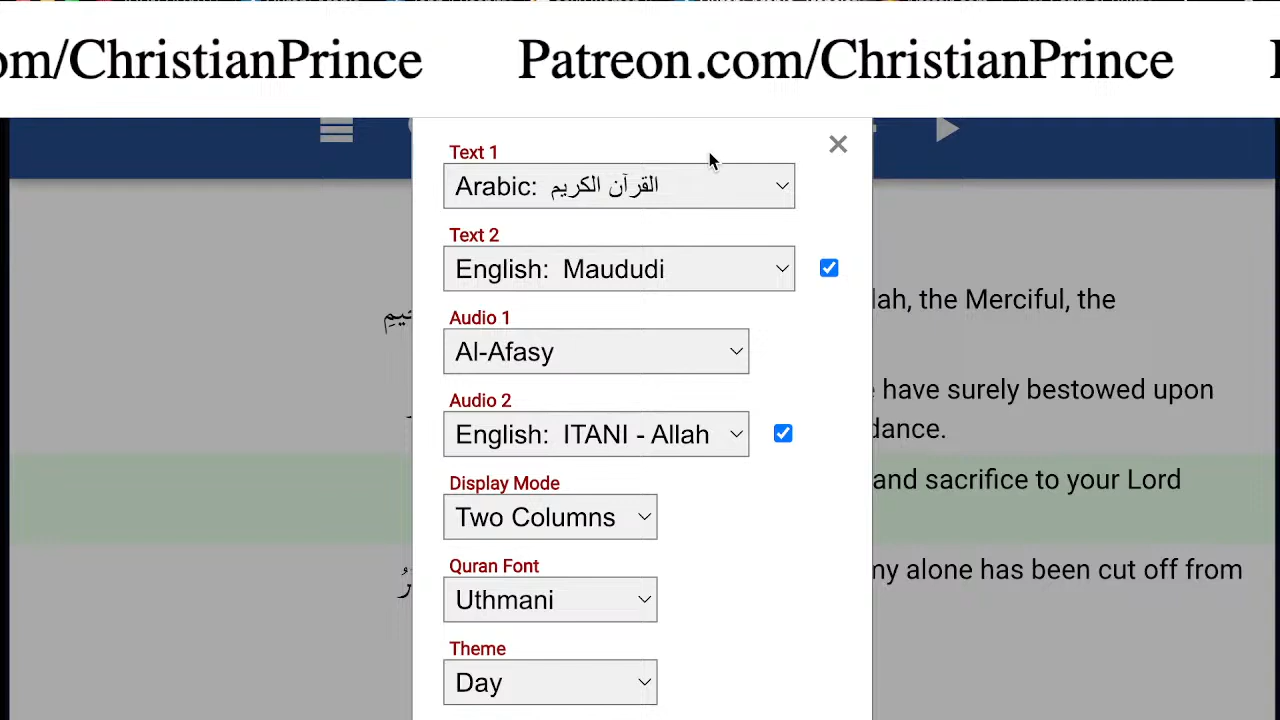 om/ChristianPrince Patreon.com/ChristianPrince
Text 1
Arabic: القرآن الكريم
Text 2
English: Maududi
lah, the Merciful, the
Audio 1
Al-Afasy
have surely bestowed upon
dance.
Audio 2
English: ITANI - Allah
and sacrifice to your Lord
Display Mode
Two Columns
Quran Font
Uthmani
my alone has been cut off from
Theme
Day